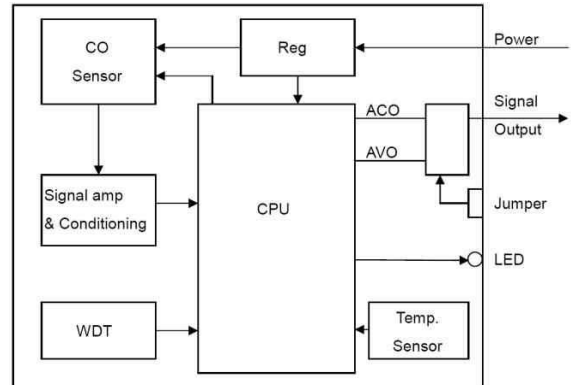 CO
Sensor
Reg
Power
ACO
Signal
Output
AVO
Signal amp
& Conditioning
CPU
Jumper
LED
WDT
Temp.
Sensor